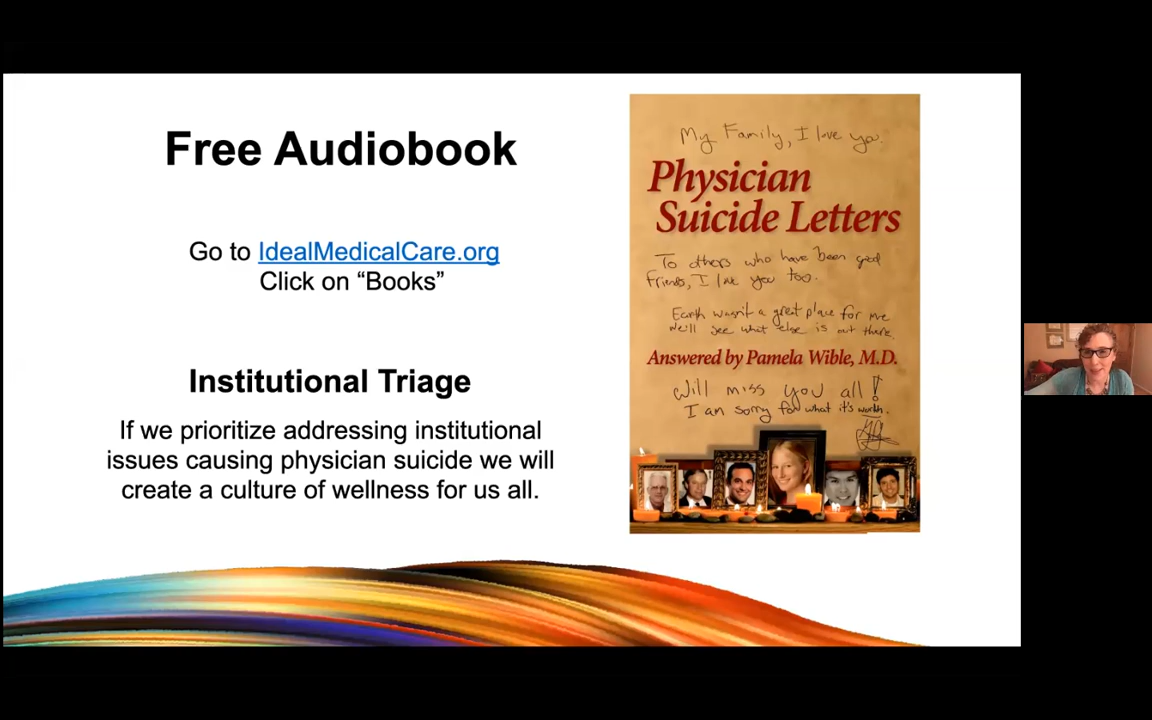 Free Audiobook
Go to IdealMedicalCare.org
Click on “Books”
Institutional Triage
If we prioritize addressing institutional
issues causing physician suicide we will
create a culture of wellness for us all.
My Family, I love you.
Physician
Suicide Letters
To others who have been good
friends, I love you too.
Earth wasn't a great place for me
we'll see what else is out there.
Answered by Pamela Wible, M.D.
Will miss you all!
I am sorry for what it's worth.